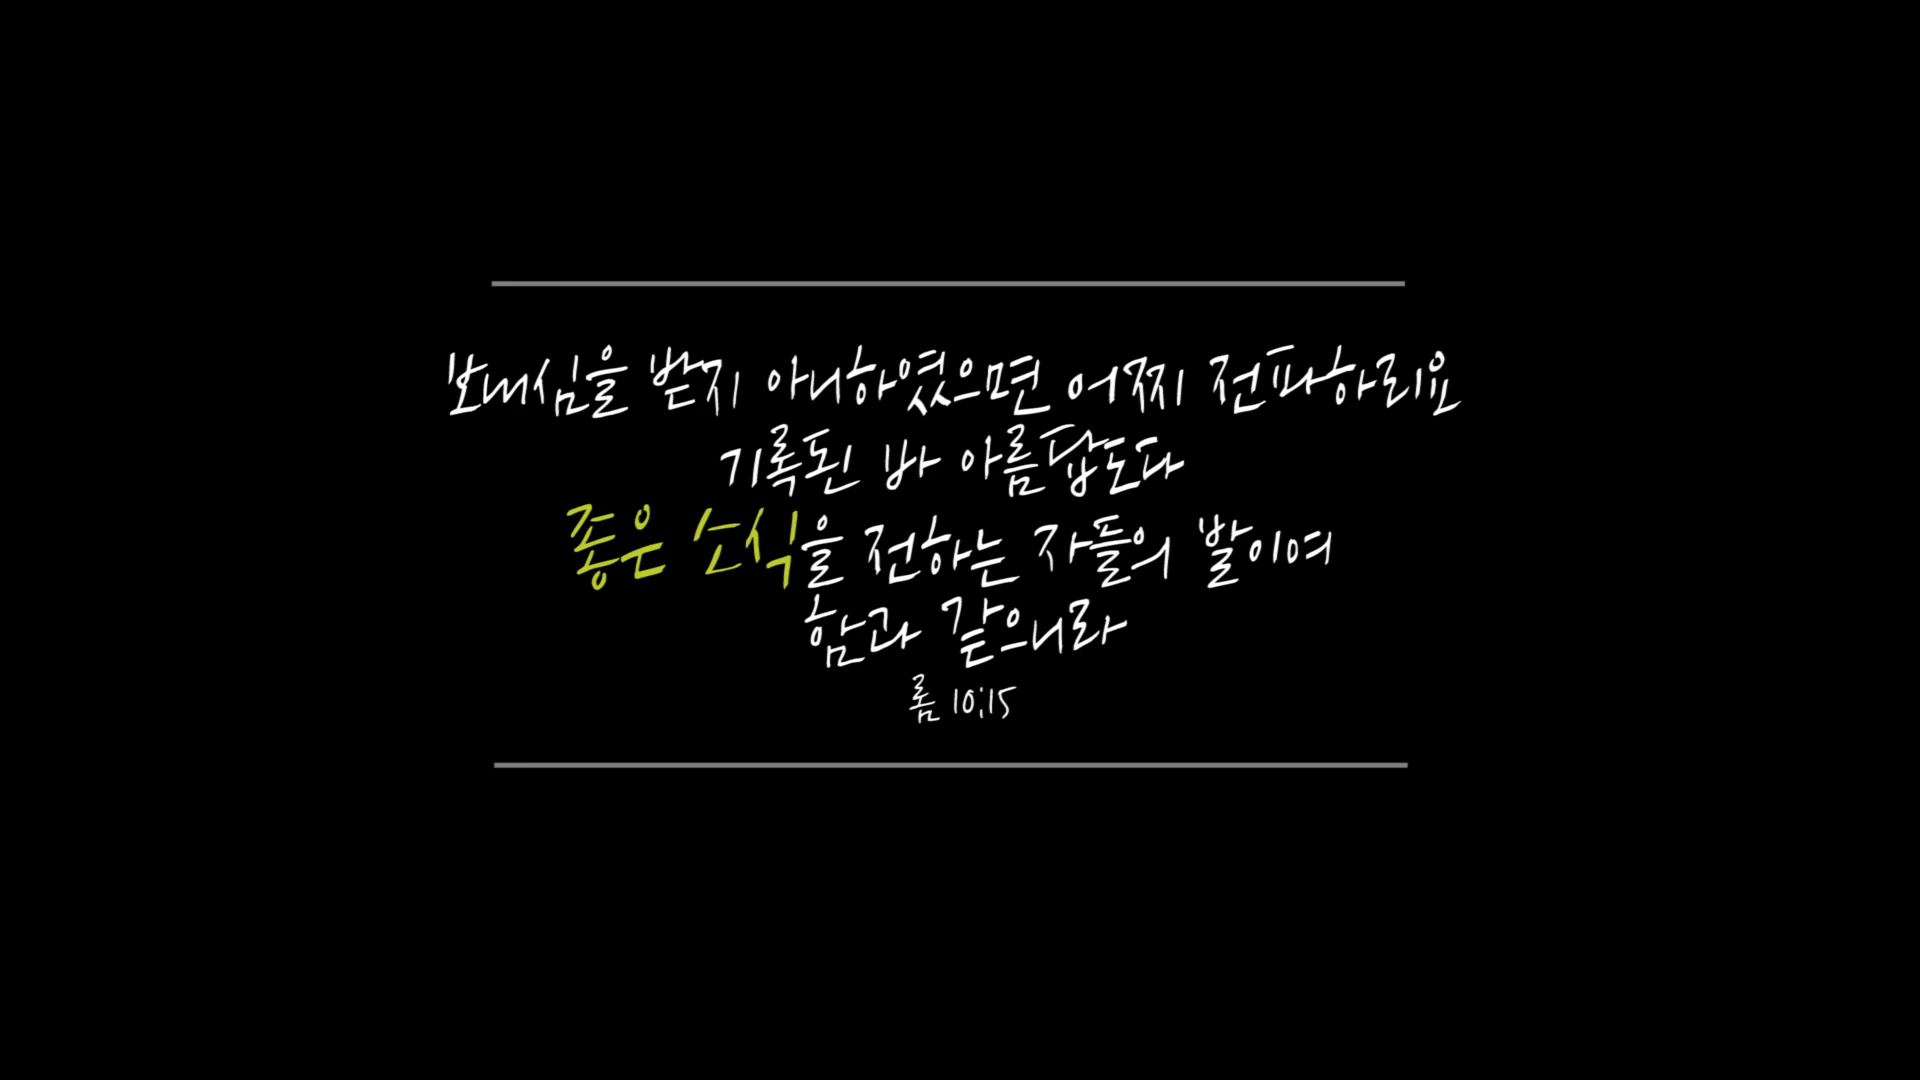 보내심을 받지 아니하였으면 어찌 전파하리요
기록된 바 아름답도다
좋은 소식을 전하는 자들의 발이여
함과 같으니라
롬 10:15